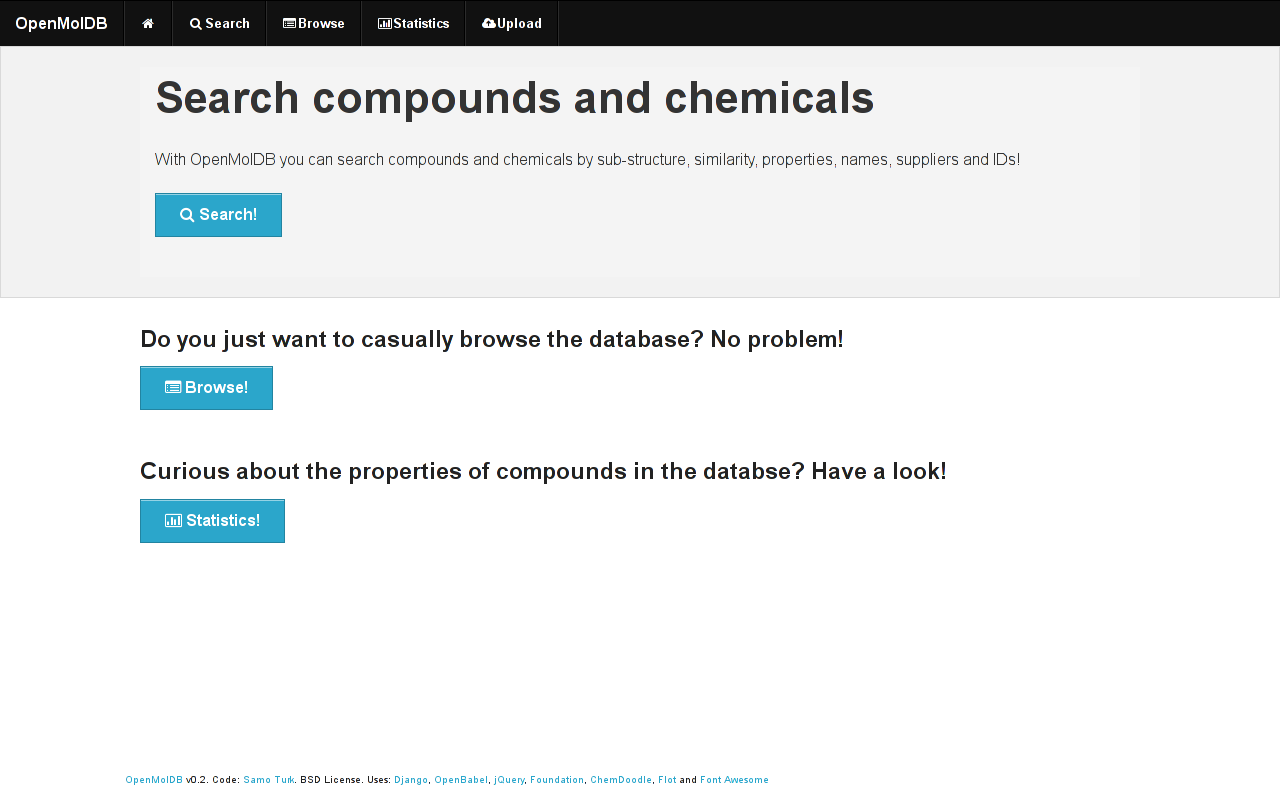 OpenMolDB Search Browse Statistics Upload
Search compounds and chemicals
With OpenMolDB you can search compounds and chemicals by sub-structure, similarity, properties, names, suppliers and IDs!
Search!
Do you just want to casually browse the database? No problem!
Browse!
Curious about the properties of compounds in the databse? Have a look!
Statistics!
OpenMolDB v0.2. Code: Samo Turk. BSD License. Uses: Django, OpenBabel, jQuery, Foundation, ChemDoodle, Flot and Font Awesome